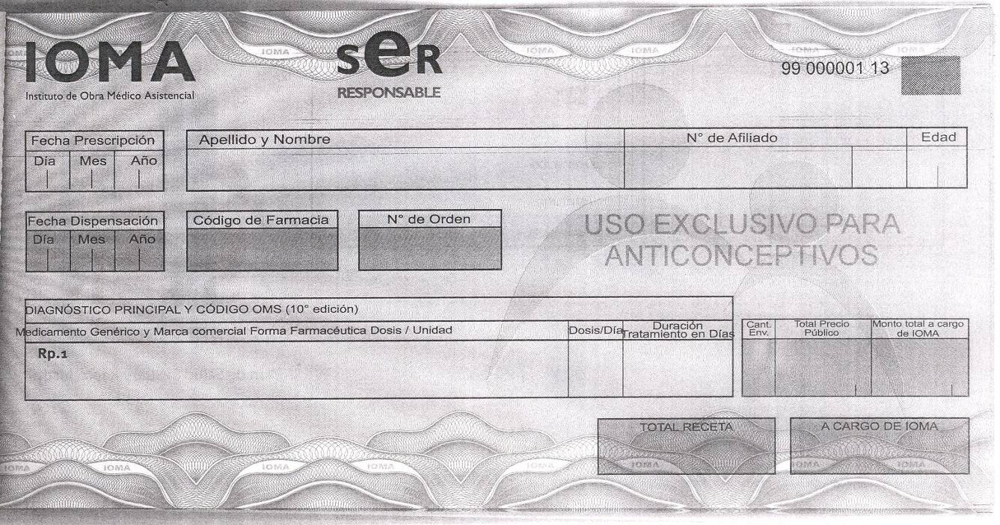 IOMA
Instituto de Obra Médico Asistencial
SeR
RESPONSABLE
99 000001 13
Fecha Prescripción
Día Mes Año
Apellido y Nombre
N° de Afiliado
Edad
Fecha Dispensación
Día Mes Año
Código de Farmacia
N° de Orden
USO EXCLUSIVO PARA
ANTICONCEPTIVOS
DIAGNÓSTICO PRINCIPAL Y CÓDIGO OMS (10° edición)
Medicamento Genérico y Marca comercial Forma Farmacéutica Dosis / Unidad
Dosis/Día
Duración
Tratamiento en Días
Cant.
Env.
Total Precio
Público
Monto total a cargo
de IOMA
Rp.1
TOTAL RECETA
A CARGO DE IOMA